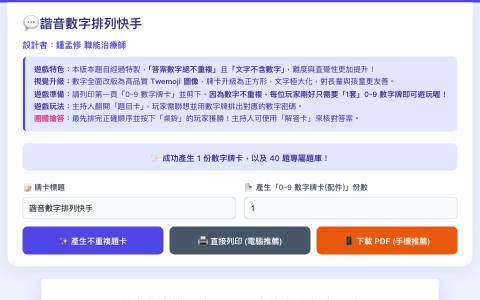 💬諧音數字排列快手
設計者：鍾孟修 職能治療師
遊戲特色：本版本題目經過特製，「答案數字絕不重複」且「文字不含數字」，難度與直覺性更加提升！
視覺升級：數字全面改版為高品質 Twemoji 圖像，牌卡升級為正方形，文字極大化，對長輩與孩童更友善。
遊戲準備：請列印第一頁「0-9 數字牌卡」並剪下。因為數字不重複，每位玩家剛好只需要「1套」0-9 數字牌即可遊玩喔！
遊戲玩法：主持人翻開「題目卡」，玩家需聯想並用數字牌排出對應的數字密碼。
團體搶答：最先排完正確順序並按下「桌鈴」的玩家獲勝！主持人可使用「解答卡」來核對答案。
✨ 成功產生 1 份數字牌卡，以及 40 題專屬題庫！
📝 牌卡標題
📄 產生「0-9 數字牌卡(配件)」份數
諧音數字排列快手
1
✨ 產生不重複題卡
🖨️ 直接列印 (電腦推薦)
📱 下載 PDF (手機推薦)